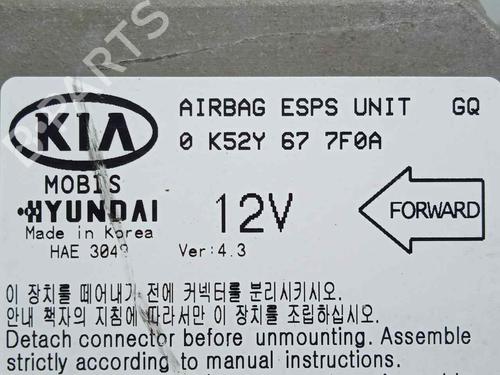 B-PARTS
AIRBAG ESPS UNIT GQ
KIA
0 K52Y 67 7F0A
MOBIS
HYUNDAI
12V
FORWARD
Made in Korea
HAE 3049
Ver:4.3
이 장치를 떼어내기 전에 커넥터를 분리시키시오.
안내 책자의 지침에 따라서만 이 장치를 조립하십시오.
Detach connector before unmounting. Assemble
strictly according to manual instructions.